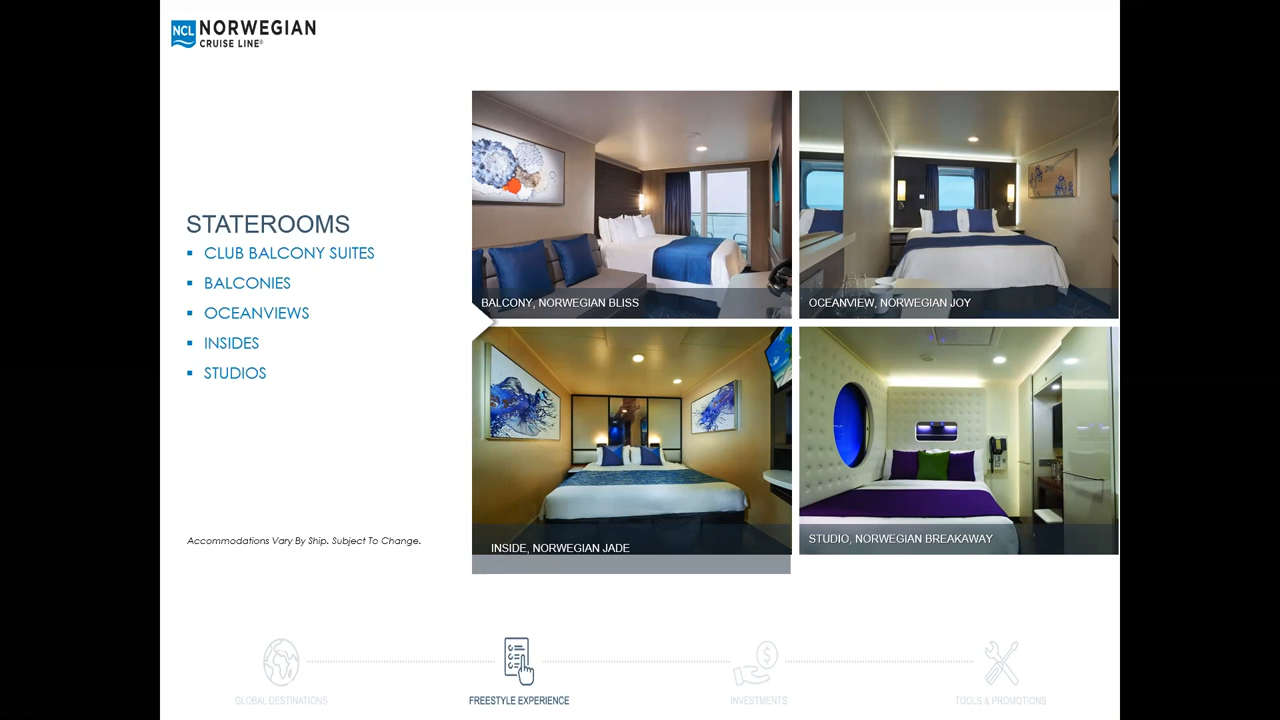 NCL NORWEGIAN
CRUISE LINE®
STATEROOMS
▪ CLUB BALCONY SUITES
▪ BALCONIES
▪ OCEANVIEWS
▪ INSIDES
▪ STUDIOS
Accommodations Vary By Ship. Subject To Change.
BALCONY, NORWEGIAN BLISS
OCEANVIEW, NORWEGIAN JOY
INSIDE, NORWEGIAN JADE
STUDIO, NORWEGIAN BREAKAWAY
GLOBAL DESTINATIONS
FREESTYLE EXPERIENCE
INVESTMENTS
TOOLS & PROMOTIONS